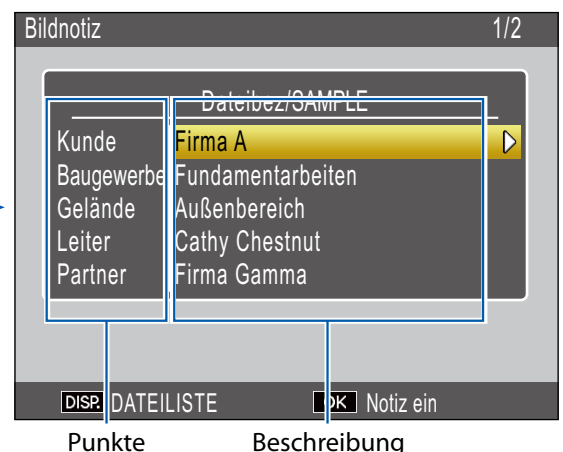 Bildnotiz 1/2
Dateibez/SAMPLE
Kunde Firma A
Baugewerbe Fundamentarbeiten
Gelände Außenbereich
Leiter Cathy Chestnut
Partner Firma Gamma
DISP. DATEILISTE OK Notiz ein
Punkte Beschreibung